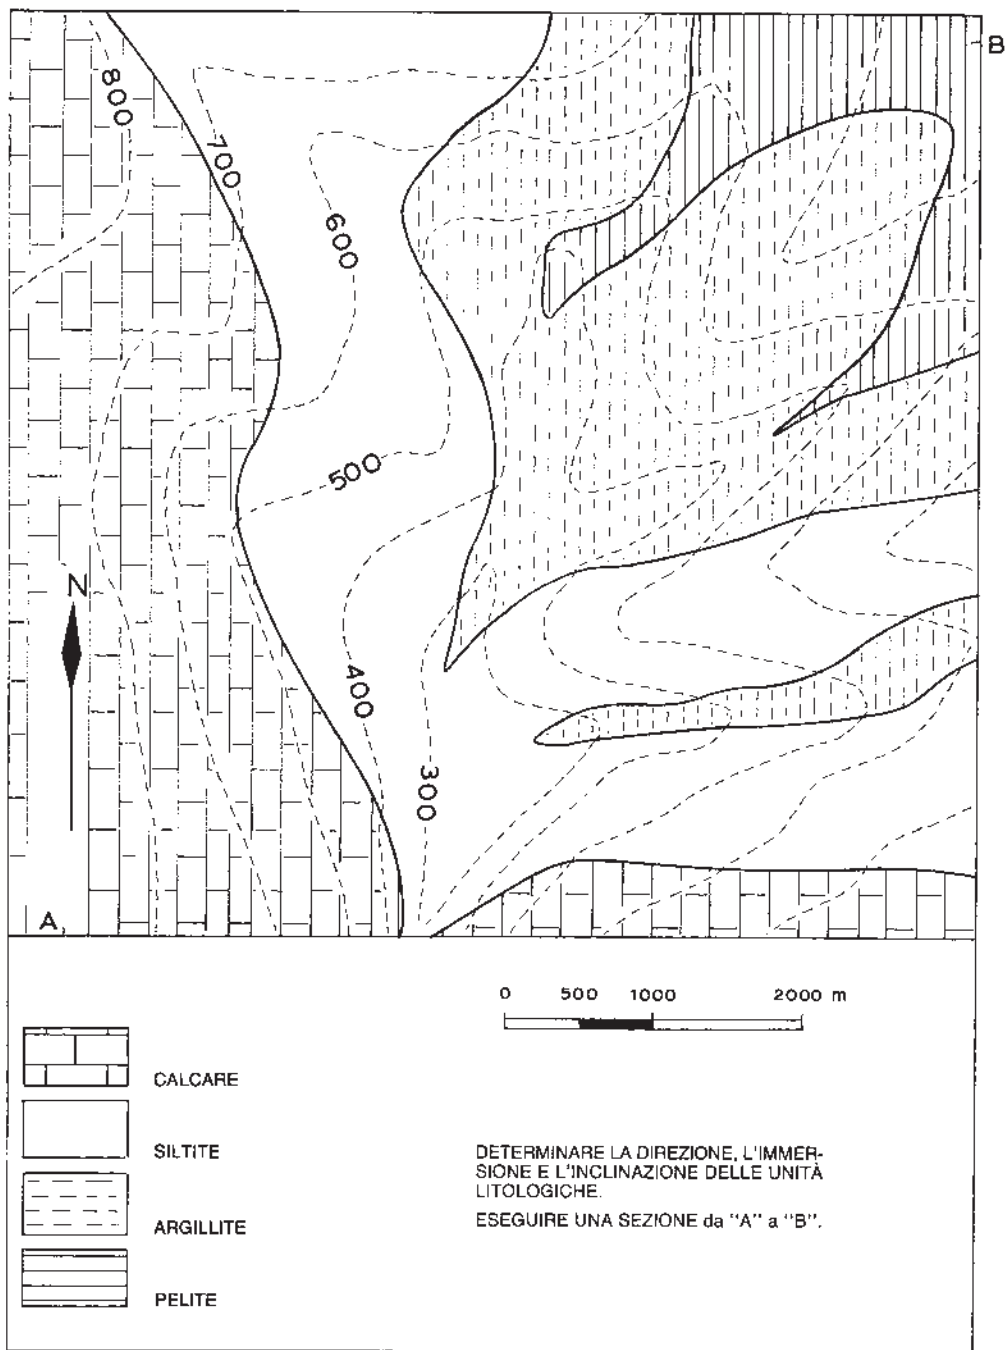 B
800
700
600
500
N
400
300
A
0 500 1000 2000 m
CALCARE
SILTITE
ARGILLITE
PELITE
DETERMINARE LA DIREZIONE, L'IMMER-
SIONE E L'INCLINAZIONE DELLE UNITÀ
LITOLOGICHE.
ESEGUIRE UNA SEZIONE da "A" a "B".